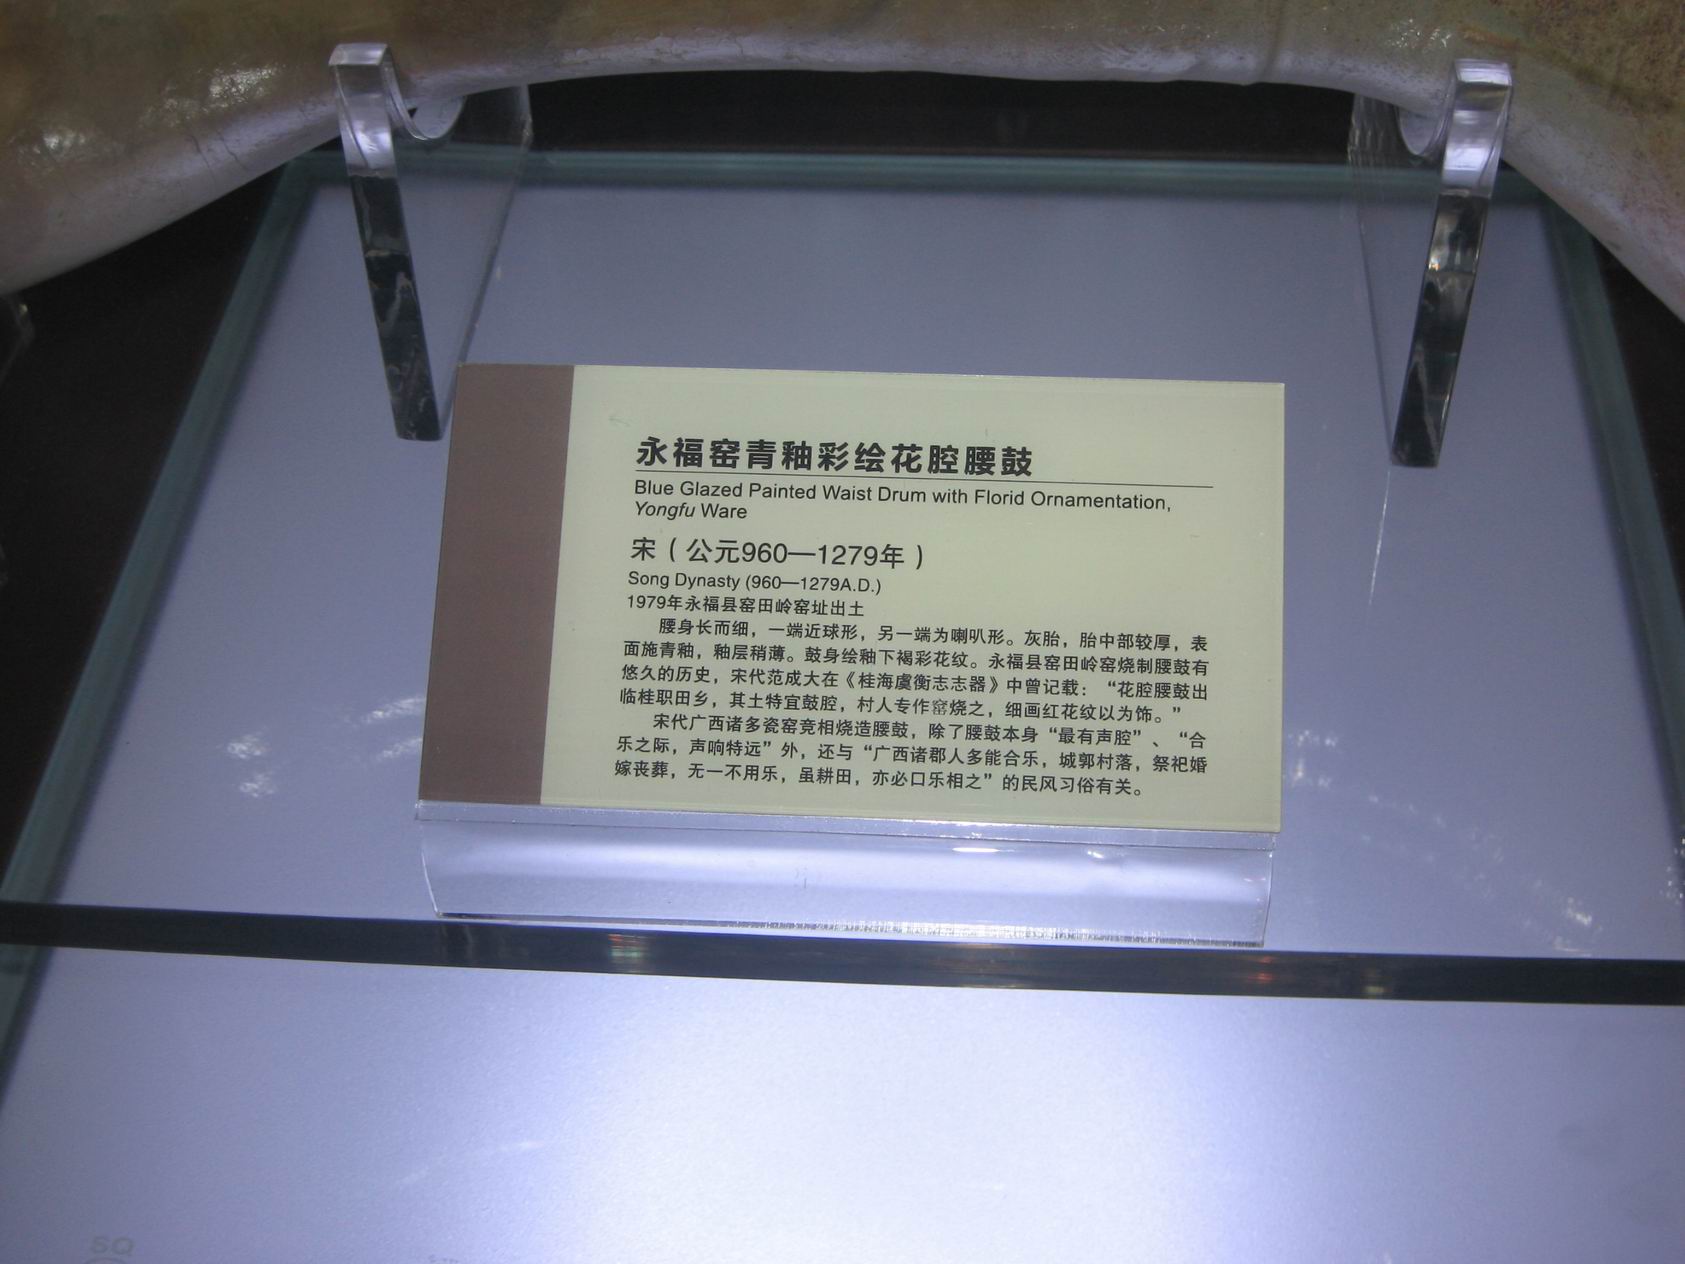 永福窑青釉彩绘花腔腰鼓
Blue Glazed Painted Waist Drum with Florid Ornamentation,
Yongfu Ware
宋（公元960—1279年）
Song Dynasty (960—1279A.D.)
1979年永福县窑田岭窑址出土
腰身长而细，一端近球形，另一端为喇叭形。灰胎，胎中部较厚，表
面施青釉，釉层稍薄。鼓身绘釉下褐彩花纹。永福县窑田岭窑烧制腰鼓有
悠久的历史，宋代范成大在《桂海虞衡志志器》中曾记载：“花腔腰鼓出
临桂职田乡，其土特宜鼓腔，村人专作窑烧之，细画红花纹以为饰。”
宋代广西诸多瓷窑竞相烧造腰鼓，除了腰鼓本身“最有声腔”、“合
乐之际，声响特远”外，还与“广西诸郡人多能合乐，城郭村落，祭祀婚
嫁丧葬，无一不用乐，虽耕田，亦必口乐相之”的民风习俗有关。
SQ